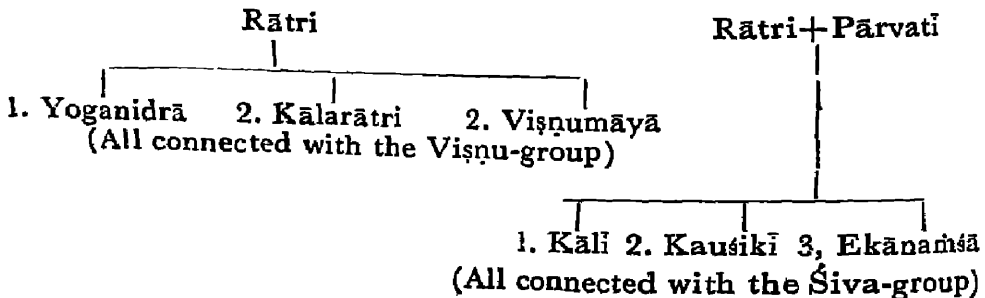 Rātri
Rātri+Pārvatī
1. Yoganidrā 2. Kālarātri 2. Viṣṇumāyā
(All connected with the Viṣṇu-group)
1. Kālī 2. Kauśikī 3, Ekānaṁśā
(All connected with the Śiva-group)